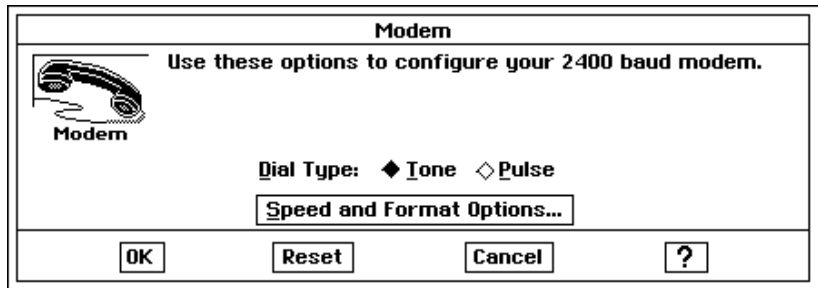 Modem
Use these options to configure your 2400 baud modem.
Modem
Dial Type: Tone Pulse
Speed and Format Options...
OK Reset Cancel ?